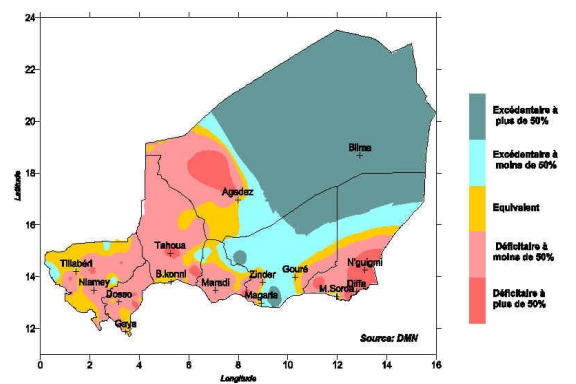 24
22
20
18
16
14
12
Latitude
0 2 4 6 8 10 12 14 16
Longitude
Bilma
Agadaz
Tahoua
Tillabéri
B.konni
Niamey
Dosso
Gaya
Maradi
Zinder
Magaria
Gouré
N'guigmi
Diffa
M.Soroa
Source: DMN
Excédentaire à
plus de 50%
Excédentaire à
moins de 50%
Equivalent
Déficitaire à
moins de 50%
Déficitaire à
plus de 50%